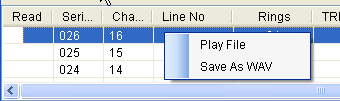 Read Seri... Cha... Line No Rings TRI
026 16
Play File
025 15
Save As WAV
024 14